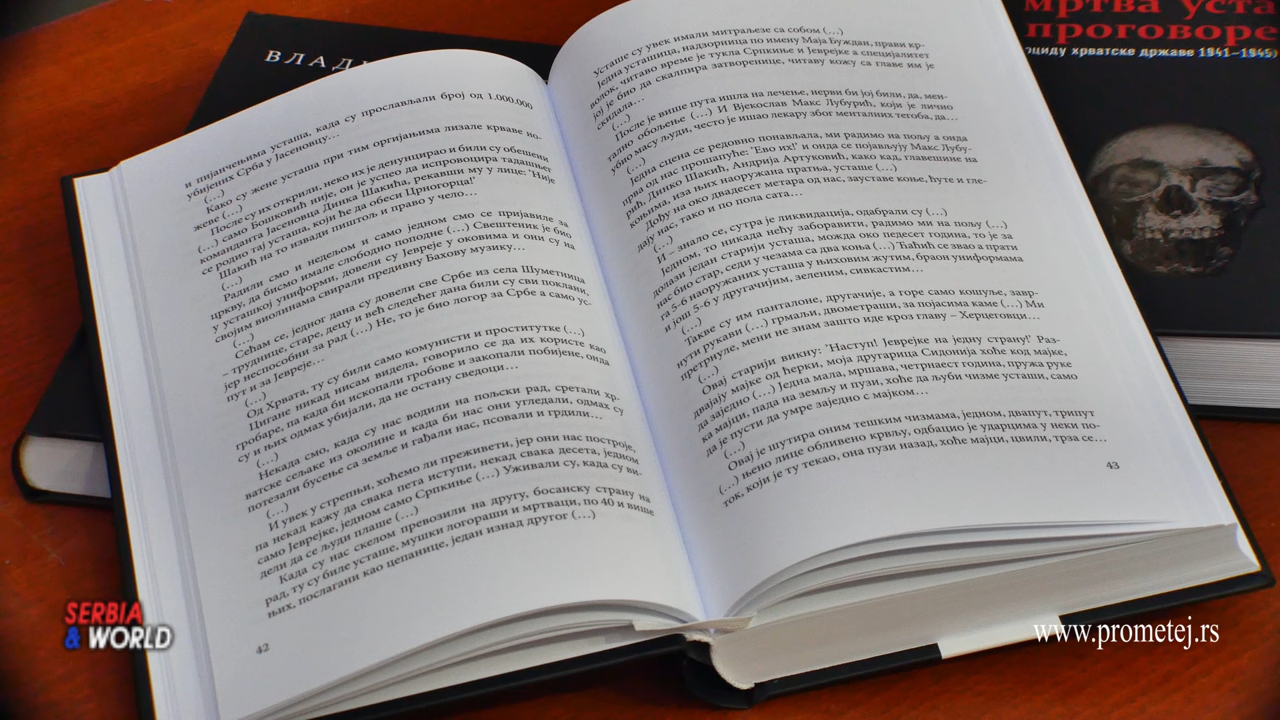 ВЛАД
мртва уста
проговоре
оциду хрватске државе 1941–1945)
и пијанчењима усташа, када су прослављали број од 1.000.000
убијених Срба у Јасеновцу…
(…)
Како су жене усташа при тим оргијањима лизале крваве но-
жеве (…)
После су их открили, неко их је денунцирао и били су обешени
(…) само Бошковић није, он је успео да испровоцира тадашњег
команданта Јасеновца Динка Шакића, рекавши му у лице: 'Није
се родио тај усташа, који ће да обеси Црногорца!'
Шакић на то извади пиштољ и право у чело…
(…)
Радили смо и недељом и само једном смо се пријавиле за
цркву, да бисмо имале слободно поподне (…) Свештеник је био
у усташкој униформи, довели су Јевреје у оковима и они су на
својим виолинама свирали предивну Бахову музику…
(…)
Сећам се, једног дана су довели све Србе из села Шуметница
– труднице, старе, децу и већ следећег дана били су сви поклани,
јер неспособни за рад (…) Не, то је био логор за Србе а само ус-
пут и за Јевреје…
(…)
Од Хрвата, ту су били само комунисти и проститутке (…)
Цигане никад нисам видела, говорило се да их користе као
гробаре, па када би ископали гробове и закопали побијене, онда
су и њих одмах убијали, да не остану сведоци…
(…)
Некада смо, када су нас водили на пољски рад, сретали хр-
ватске сељаке из околине и када би нас они угледали, одмах су
потезали бусење са земље и гађали нас, псовали и грдили…
(…)
И увек у стрепњи, хоћемо ли преживети, јер они нас построје,
па некад кажу да свака пета иступи, некад свака десета, једном
само Јеврејке, једном само Српкиње (…) Уживали су, када су ви-
дели да се људи плаше (…)
Када су нас скелом превозили на другу, босанску страну на
рад, ту су биле усташе, мушки логораши и мртваци, по 40 и више
њих, послагани као цепанице, један изнад другог (…)
42
Усташе су увек имали митраљезе са собом (…)
Једна усташица, надзорница по имену Маја Буждан, прави кр-
волок, читаво време је тукла Српкиње и Јеврејке а специјалитет
јој је био да скалпира затворенице, читаву кожу са главе им је
скидала…
(…)
После је више пута ишла на лечење, нерви би јој били, да, мен-
тално обољење (…) И Вјекослав Макс Лубурић, који је лично
убио масу људи, често је ишао лекару због менталних тегоба, да…
(…)
Једна сцена се редовно понављала, ми радимо на пољу а онда
једна од нас прошапуће: "Ево их!' и онда се појављују Макс Лубу-
рић, Динко Шакић, Андрија Артуковић, како кад, главешине на
коњима, иза њих наоружана пратња, усташе (…)
Дођу на око двадесет метара од нас, зауставе коње, ћуте и гле-
дају нас, тако и по пола сата…
(…)
И – знало се, сутра је ликвидација, одабрали су (…)
Једном, то никада нећу заборавити, радимо ми на пољу (…)
долази један старији усташа, можда око педесет година, то је за
нас био стар, седи у чезама са два коња (…) Ћаћић се звао а прати
га 5-6 наоружаних усташа у њиховим жутим, браон униформама
и још 5-6 у другачијим, зеленим, сивкастим…
(…)
Такве су им панталоне, другачије, а горе само кошуље, заврн-
нути рукави (…) грмаљи, двометраши, за појасима каме (…) Ми
претрнуле, мени не знам зашто иде кроз главу – Херцеговци…
(…)
Овај старији викну: 'Наступ! Јеврејке на једну страну!' Раз-
двајају мајке од ћерки, моја другарица Сидонија хоће код мајке,
да заједно (…) Једна мала, мршава, четрнаест година, пружа руке
ка мајци, пада на земљу и пузи, хоће да љуби чизме усташи, само
да је пусти да умре заједно с мајком…
(…)
Овај је шутира оним тешким чизмама, једном, двапут, трипут
(…) њено лице обливено крвљу, одбацио је ударцима у неки по-
ток, који је ту текао, она пузи назад, хоће мајци, цвили, трза се…
43
SERBIA
& WORLD
www.prometej.rs